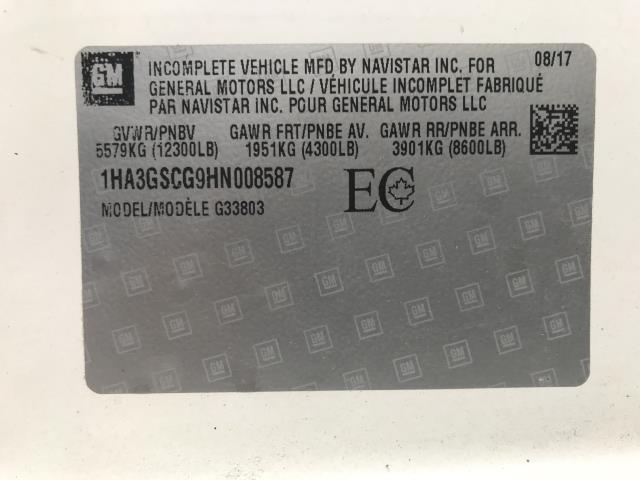 GM
INCOMPLETE VEHICLE MFD BY NAVISTAR INC. FOR 08/17
GENERAL MOTORS LLC / VÉHICULE INCOMPLET FABRIQUÉ
PAR NAVISTAR INC. POUR GENERAL MOTORS LLC
GVWR/PNBV GAWR FRT/PNBE AV. GAWR RR/PNBE ARR.
5579KG (12300LB) 1951KG (4300LB) 3901KG (8600LB)
1HA3GSCG9HN008587 EC
MODEL/MODÈLE G33803